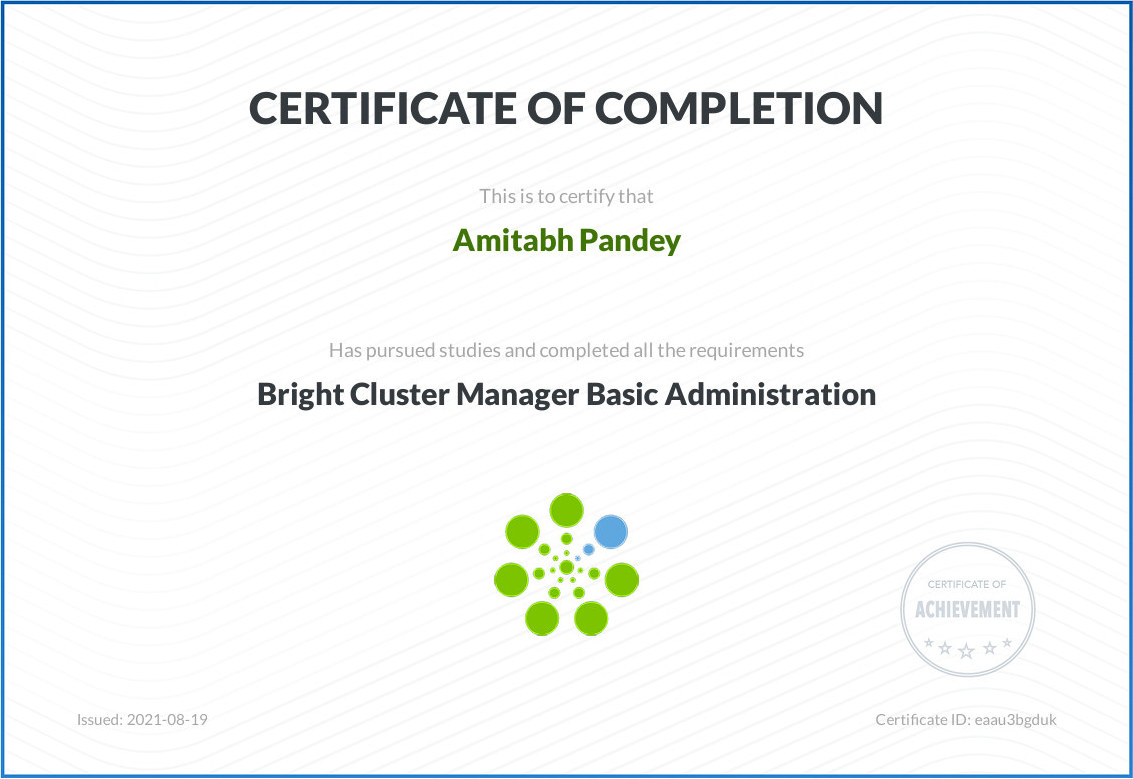 CERTIFICATE OF COMPLETION
This is to certify that
Amitabh Pandey
Has pursued studies and completed all the requirements
Bright Cluster Manager Basic Administration
CERTIFICATE OF
ACHIEVEMENT
Issued: 2021-08-19
Certificate ID: eaau3bgduk